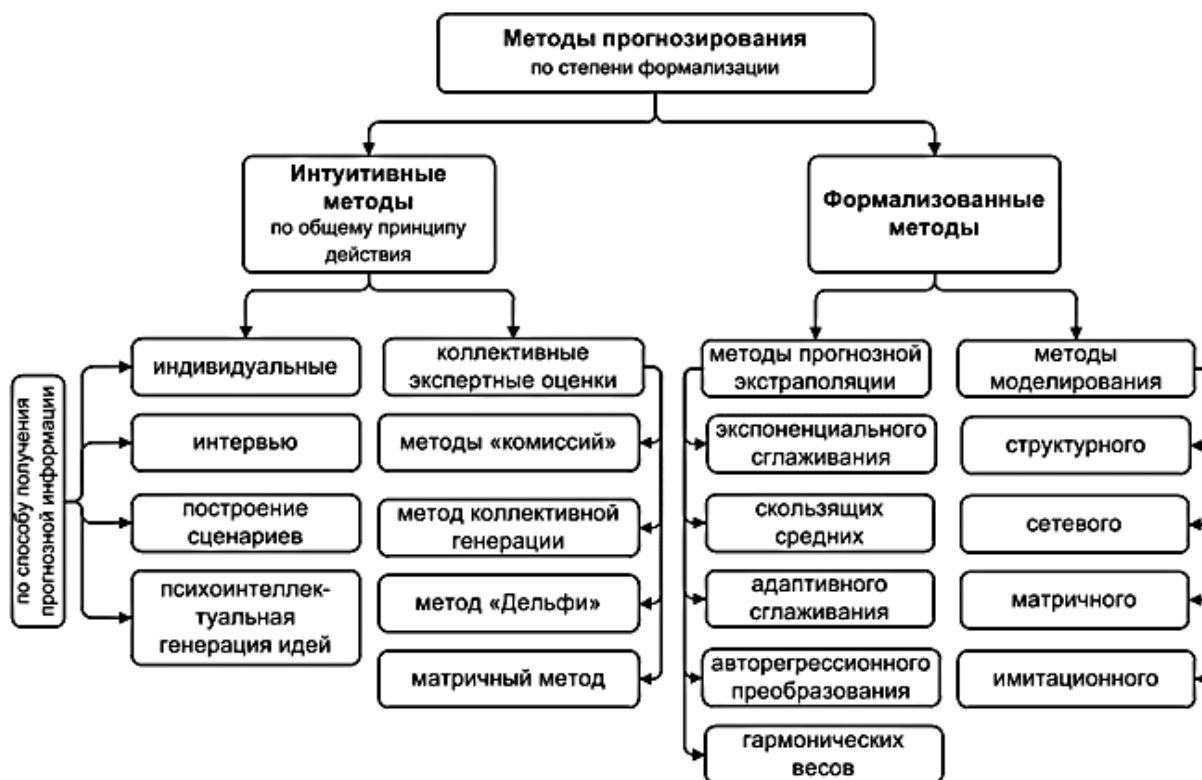 Методы прогнозирования
по степени формализации
Интуитивные
методы
по общему принципу
действия
Формализованные
методы
по способу получения
прогнозной информации
индивидуальные
интервью
построение
сценариев
психоинтеллек-
туальная
генерация идей
коллективные
экспертные оценки
методы «комиссий»
метод коллективной
генерации
метод «Дельфи»
матричный метод
методы прогнозной
экстраполяции
экспоненциального
сглаживания
скользящих
средних
адаптивного
сглаживания
авторегрессионного
преобразования
гармонических
весов
методы
моделирования
структурного
сетевого
матричного
имитационного